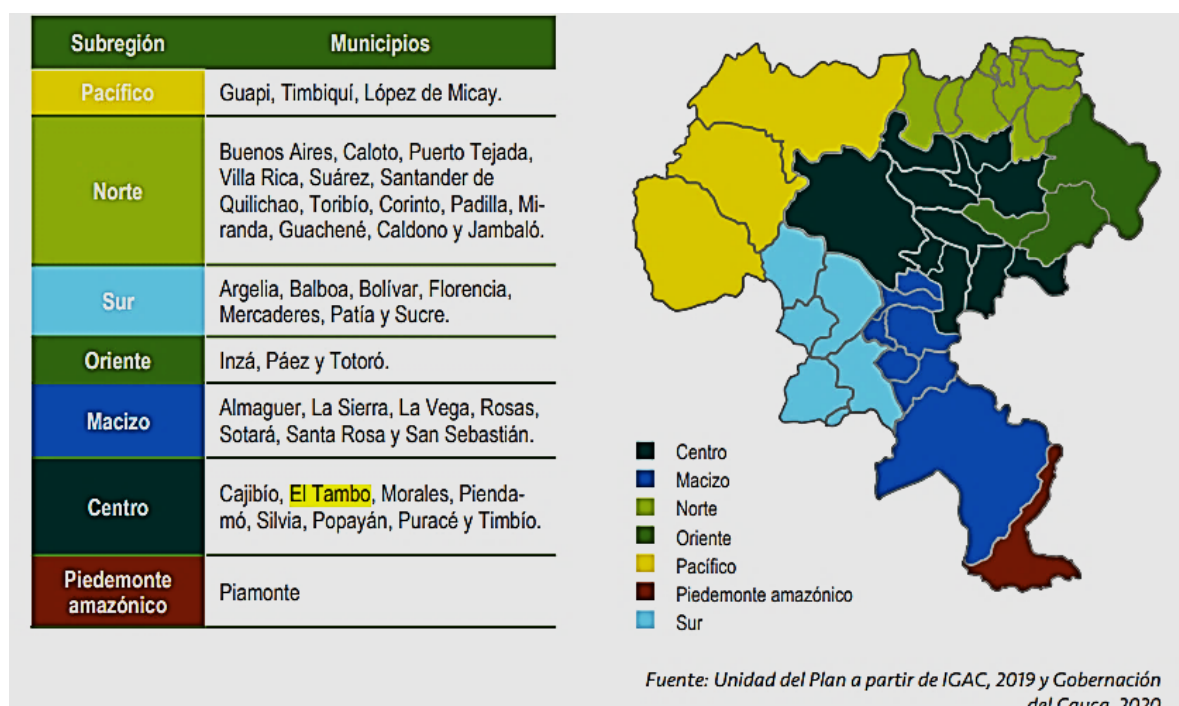 Subregión Municipios
Pacífico
Guapi, Timbiquí, López de Micay.
Norte
Buenos Aires, Caloto, Puerto Tejada,
Villa Rica, Suárez, Santander de
Quilichao, Toribío, Corinto, Padilla, Mi-
randa, Guachené, Caldono y Jambaló.
Sur
Argelia, Balboa, Bolívar, Florencia,
Mercaderes, Patía y Sucre.
Oriente
Inzá, Páez y Totoró.
Macizo
Almaguer, La Sierra, La Vega, Rosas,
Sotará, Santa Rosa y San Sebastián.
Centro
Cajibío, El Tambo, Morales, Pienda-
mó, Silvia, Popayán, Puracé y Timbío.
Piedemonte
amazónico
Piamonte
Centro
Macizo
Norte
Oriente
Pacífico
Piedemonte amazónico
Sur
Fuente: Unidad del Plan a partir de IGAC, 2019 y Gobernación
del Cauca, 2020